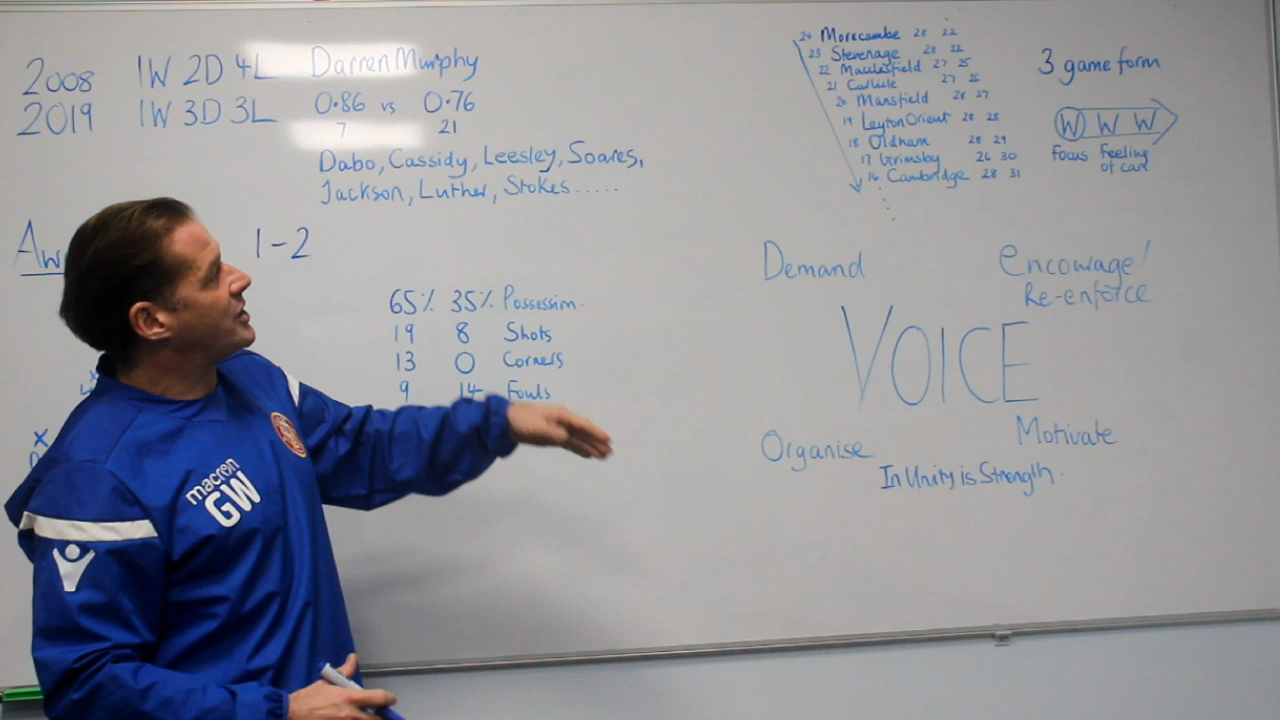 2008 1W 2D 4L Darren Murphy
2019 1W 3D 3L 0.86 vs 0.76
7 21
Dabo, Cassidy, Leesley, Soares,
Jackson, Luther, Stokes.....
1-2
65% 35% Possession.
19 8 Shots
13 0 Corners
9 14 Fouls
24 Morecambe 28 22
23 Stevenage 28 22
22 Macclesfield 27 25
21 Carlisle 27 26
20 Mansfield 28 27
19 Leyton Orient 28 28
18 Oldham 28 29
17 Grimsby 26 30
16 Cambridge 28 31
3 game form
W W W
Focus Feeling
of care
Demand
Encourage!
Re-enforce
VOICE
Organise
Motivate
In Unity is Strength.
macron
GW